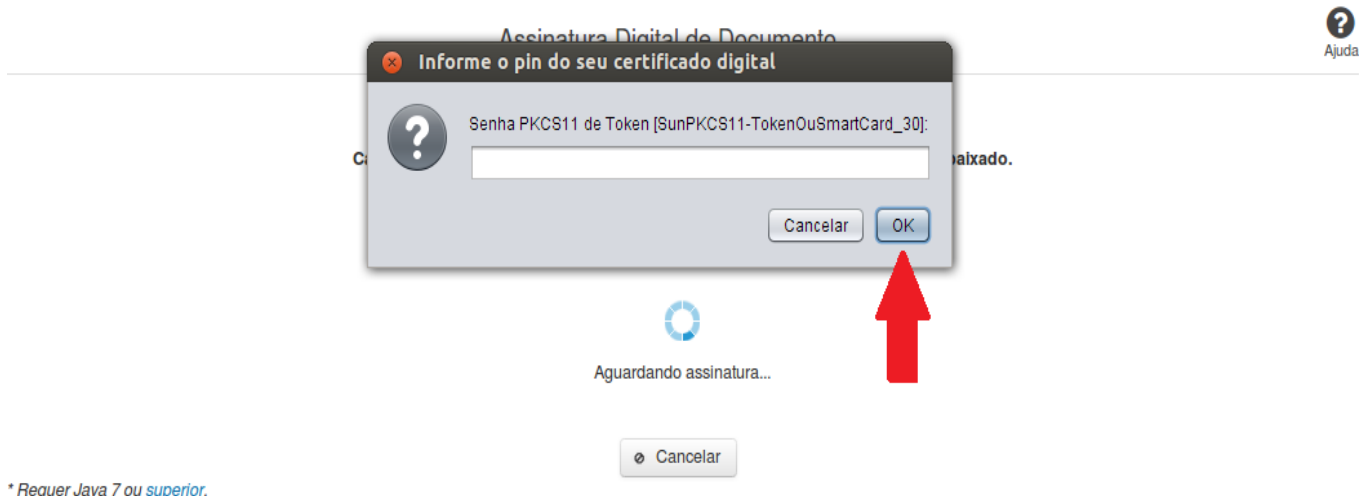 Assinatura Digital de Documento
Ajuda
Informe o pin do seu certificado digital
Senha PKCS11 de Token [SunPKCS11-TokenOuSmartCard_30]:
baixado.
Cancelar
OK
Aguardando assinatura...
Cancelar
* Requer Java 7 ou superior.